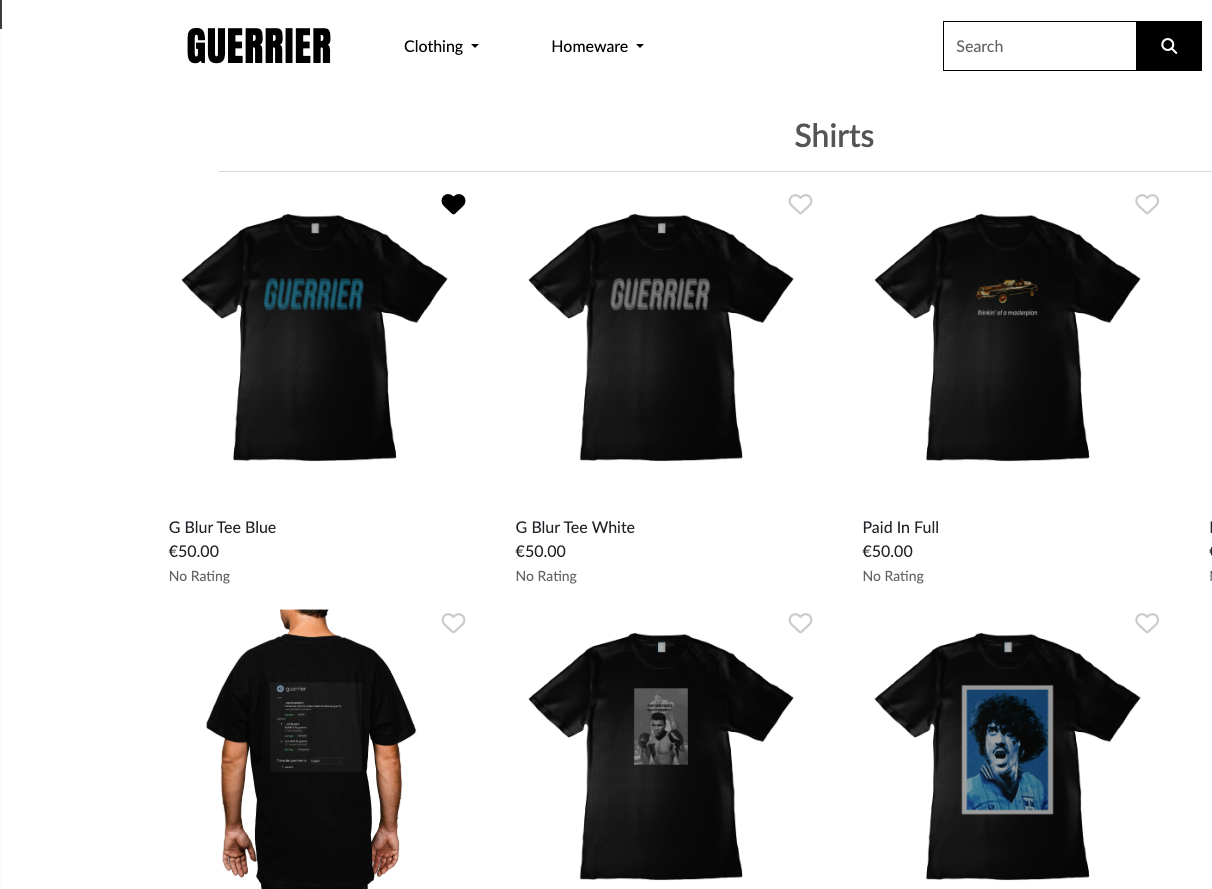 GUERRIER
Clothing
Homeware
Search
Shirts
GUERRIER
GUERRIER
thinkin' of a masterplan
G Blur Tee Blue
€50.00
No Rating
G Blur Tee White
€50.00
No Rating
Paid In Full
€50.00
No Rating
guerrier